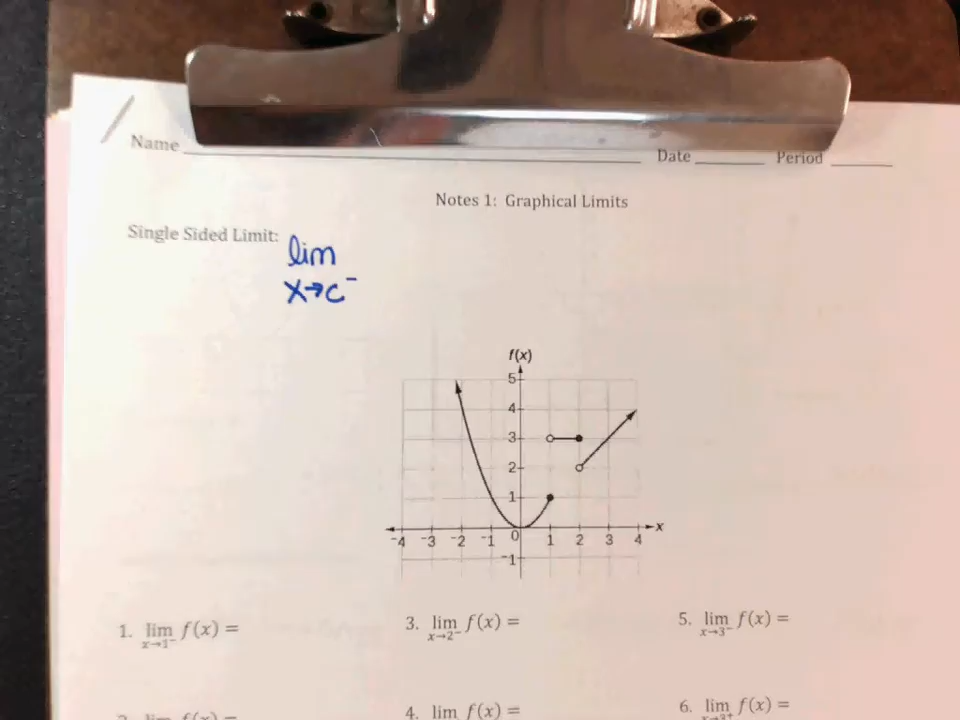 Name Date Period
Notes 1: Graphical Limits
Single Sided Limit: lim
x→c⁻
f(x)
5
4
3
2
1
-4 -3 -2 -1 0 1 2 3 4 x
-1
1. lim f(x) = 3. lim f(x) = 5. lim f(x) =
x→1⁻ x→2⁻ x→3⁻
4. lim f(x) = 6. lim f(x) =
x→3⁺